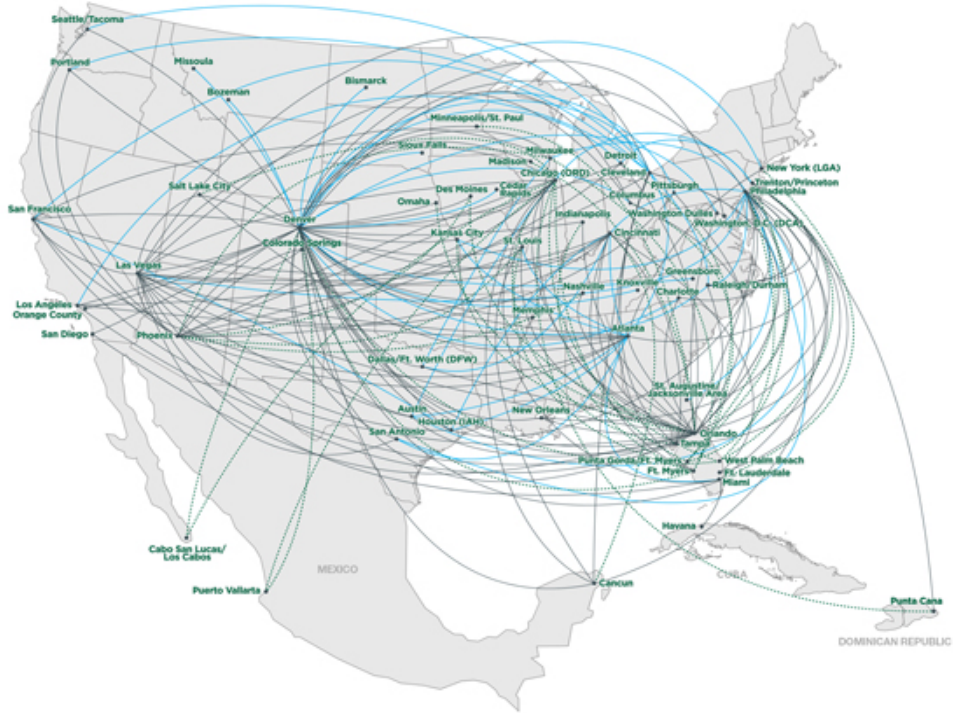 Seattle/Tacoma
Portland
Missoula
Bozeman
Bismarck
Minneapolis/St. Paul
Sioux Falls
Milwaukee
Madison
Detroit
Chicago (ORD)
Cleveland
New York (LGA)
Salt Lake City
Des Moines
Cedar
Rapids
Pittsburgh
Trenton/Princeton
Philadelphia
Omaha
Columbus
San Francisco
Denver
Indianapolis
Washington Dulles
Washington, D.C. (DCA)
Kansas City
Cincinnati
Colorado Springs
St. Louis
Las Vegas
Greensboro
Knoxville
Raleigh/Durham
Nashville
Charlotte
Los Angeles
Orange County
Memphis
San Diego
Phoenix
Atlanta
Dallas/Ft. Worth (DFW)
St. Augustine/
Jacksonville Area
Austin
New Orleans
Houston (IAH)
San Antonio
Orlando
Tampa
Punta Gorda/Ft. Myers
West Palm Beach
Ft. Myers
Ft. Lauderdale
Miami
Havana
Cabo San Lucas/
Los Cabos
MEXICO
CUBA
Cancun
Puerto Vallarta
Punta Cana
DOMINICAN REPUBLIC